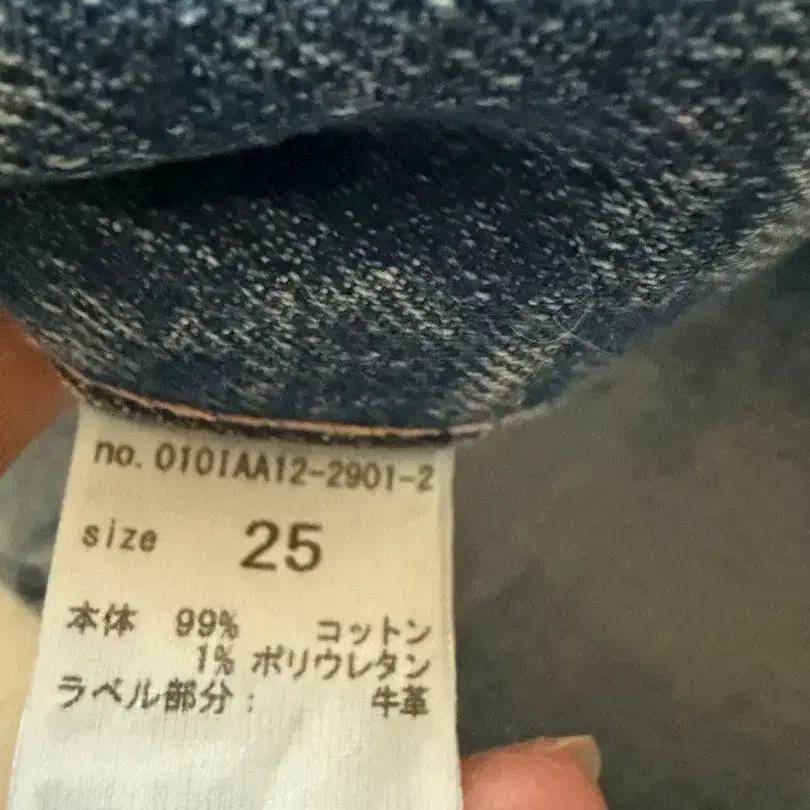 no. 0101AA12-2901-2
size 25
本体 99% コットン
1% ポリウレタン
ラベル部分： 牛革